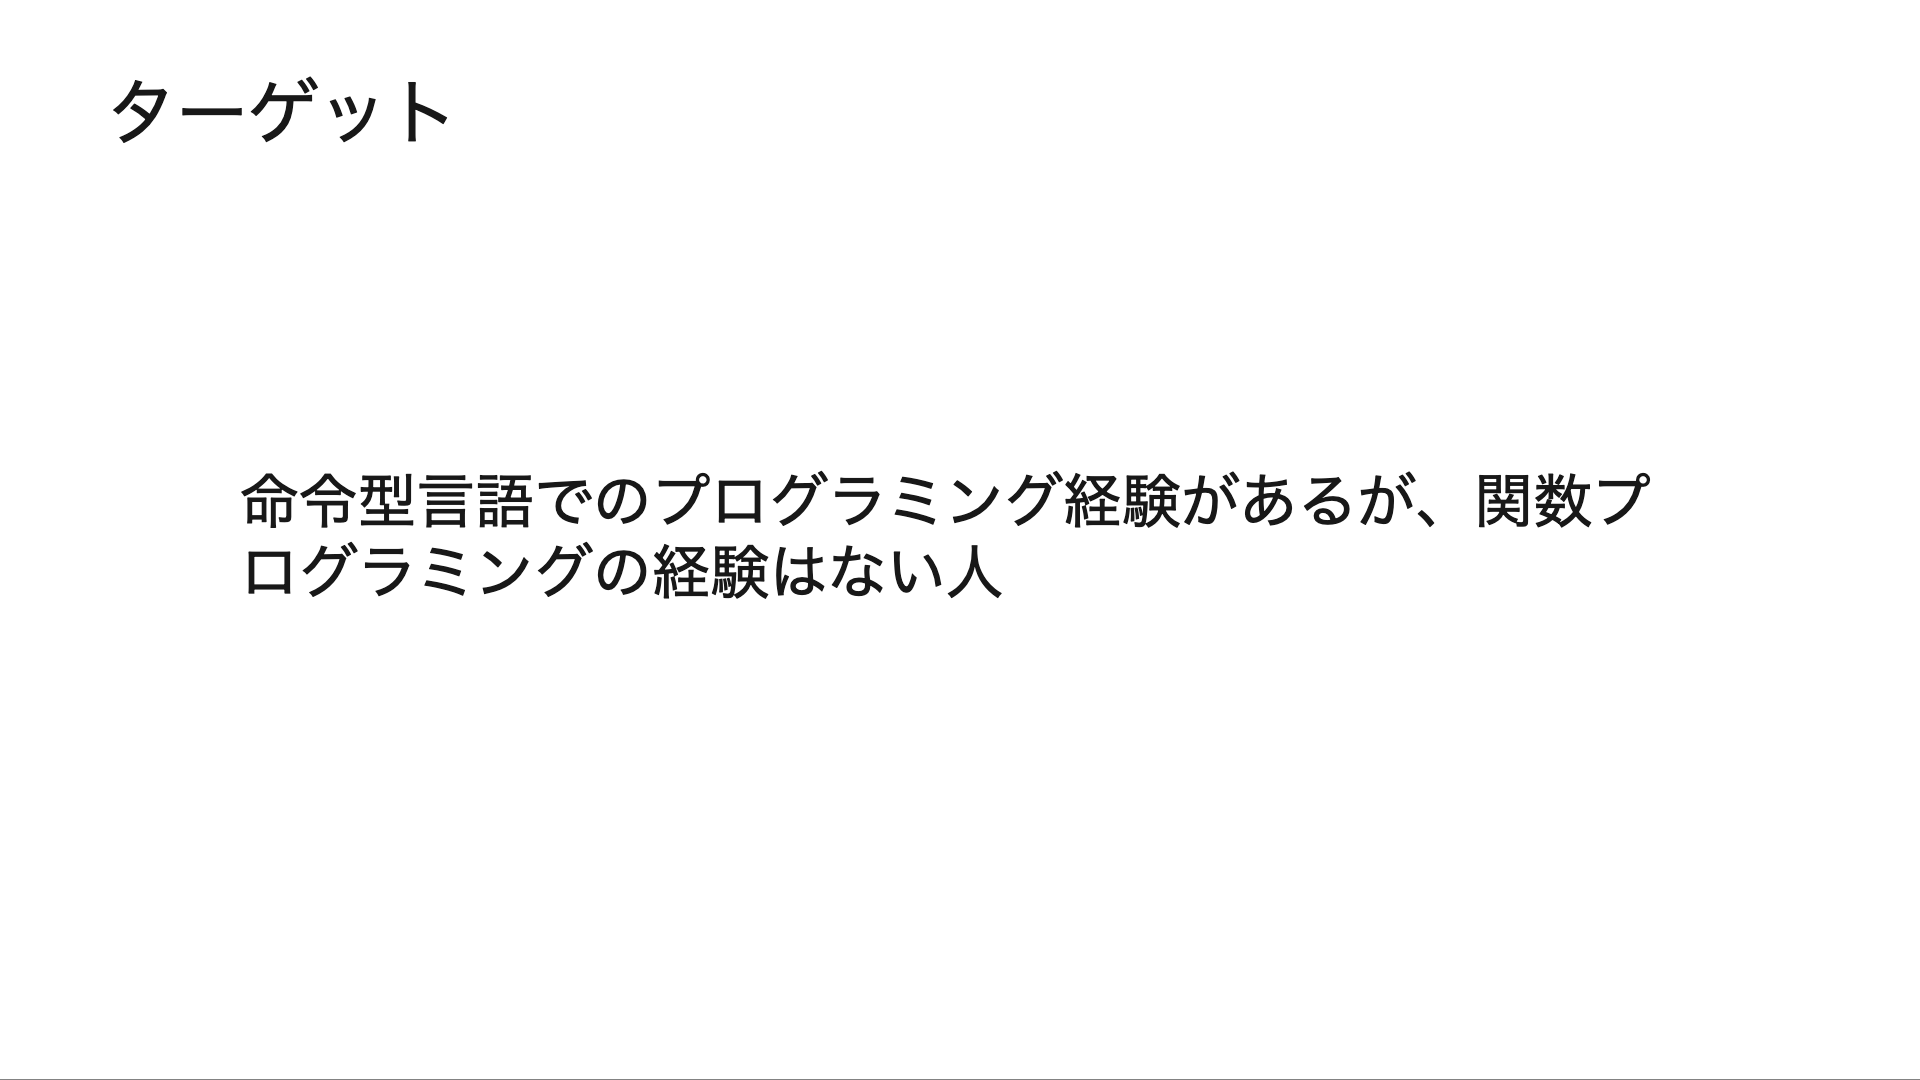 ターゲット
命令型言語でのプログラミング経験があるが、関数プ
ログラミングの経験はない人